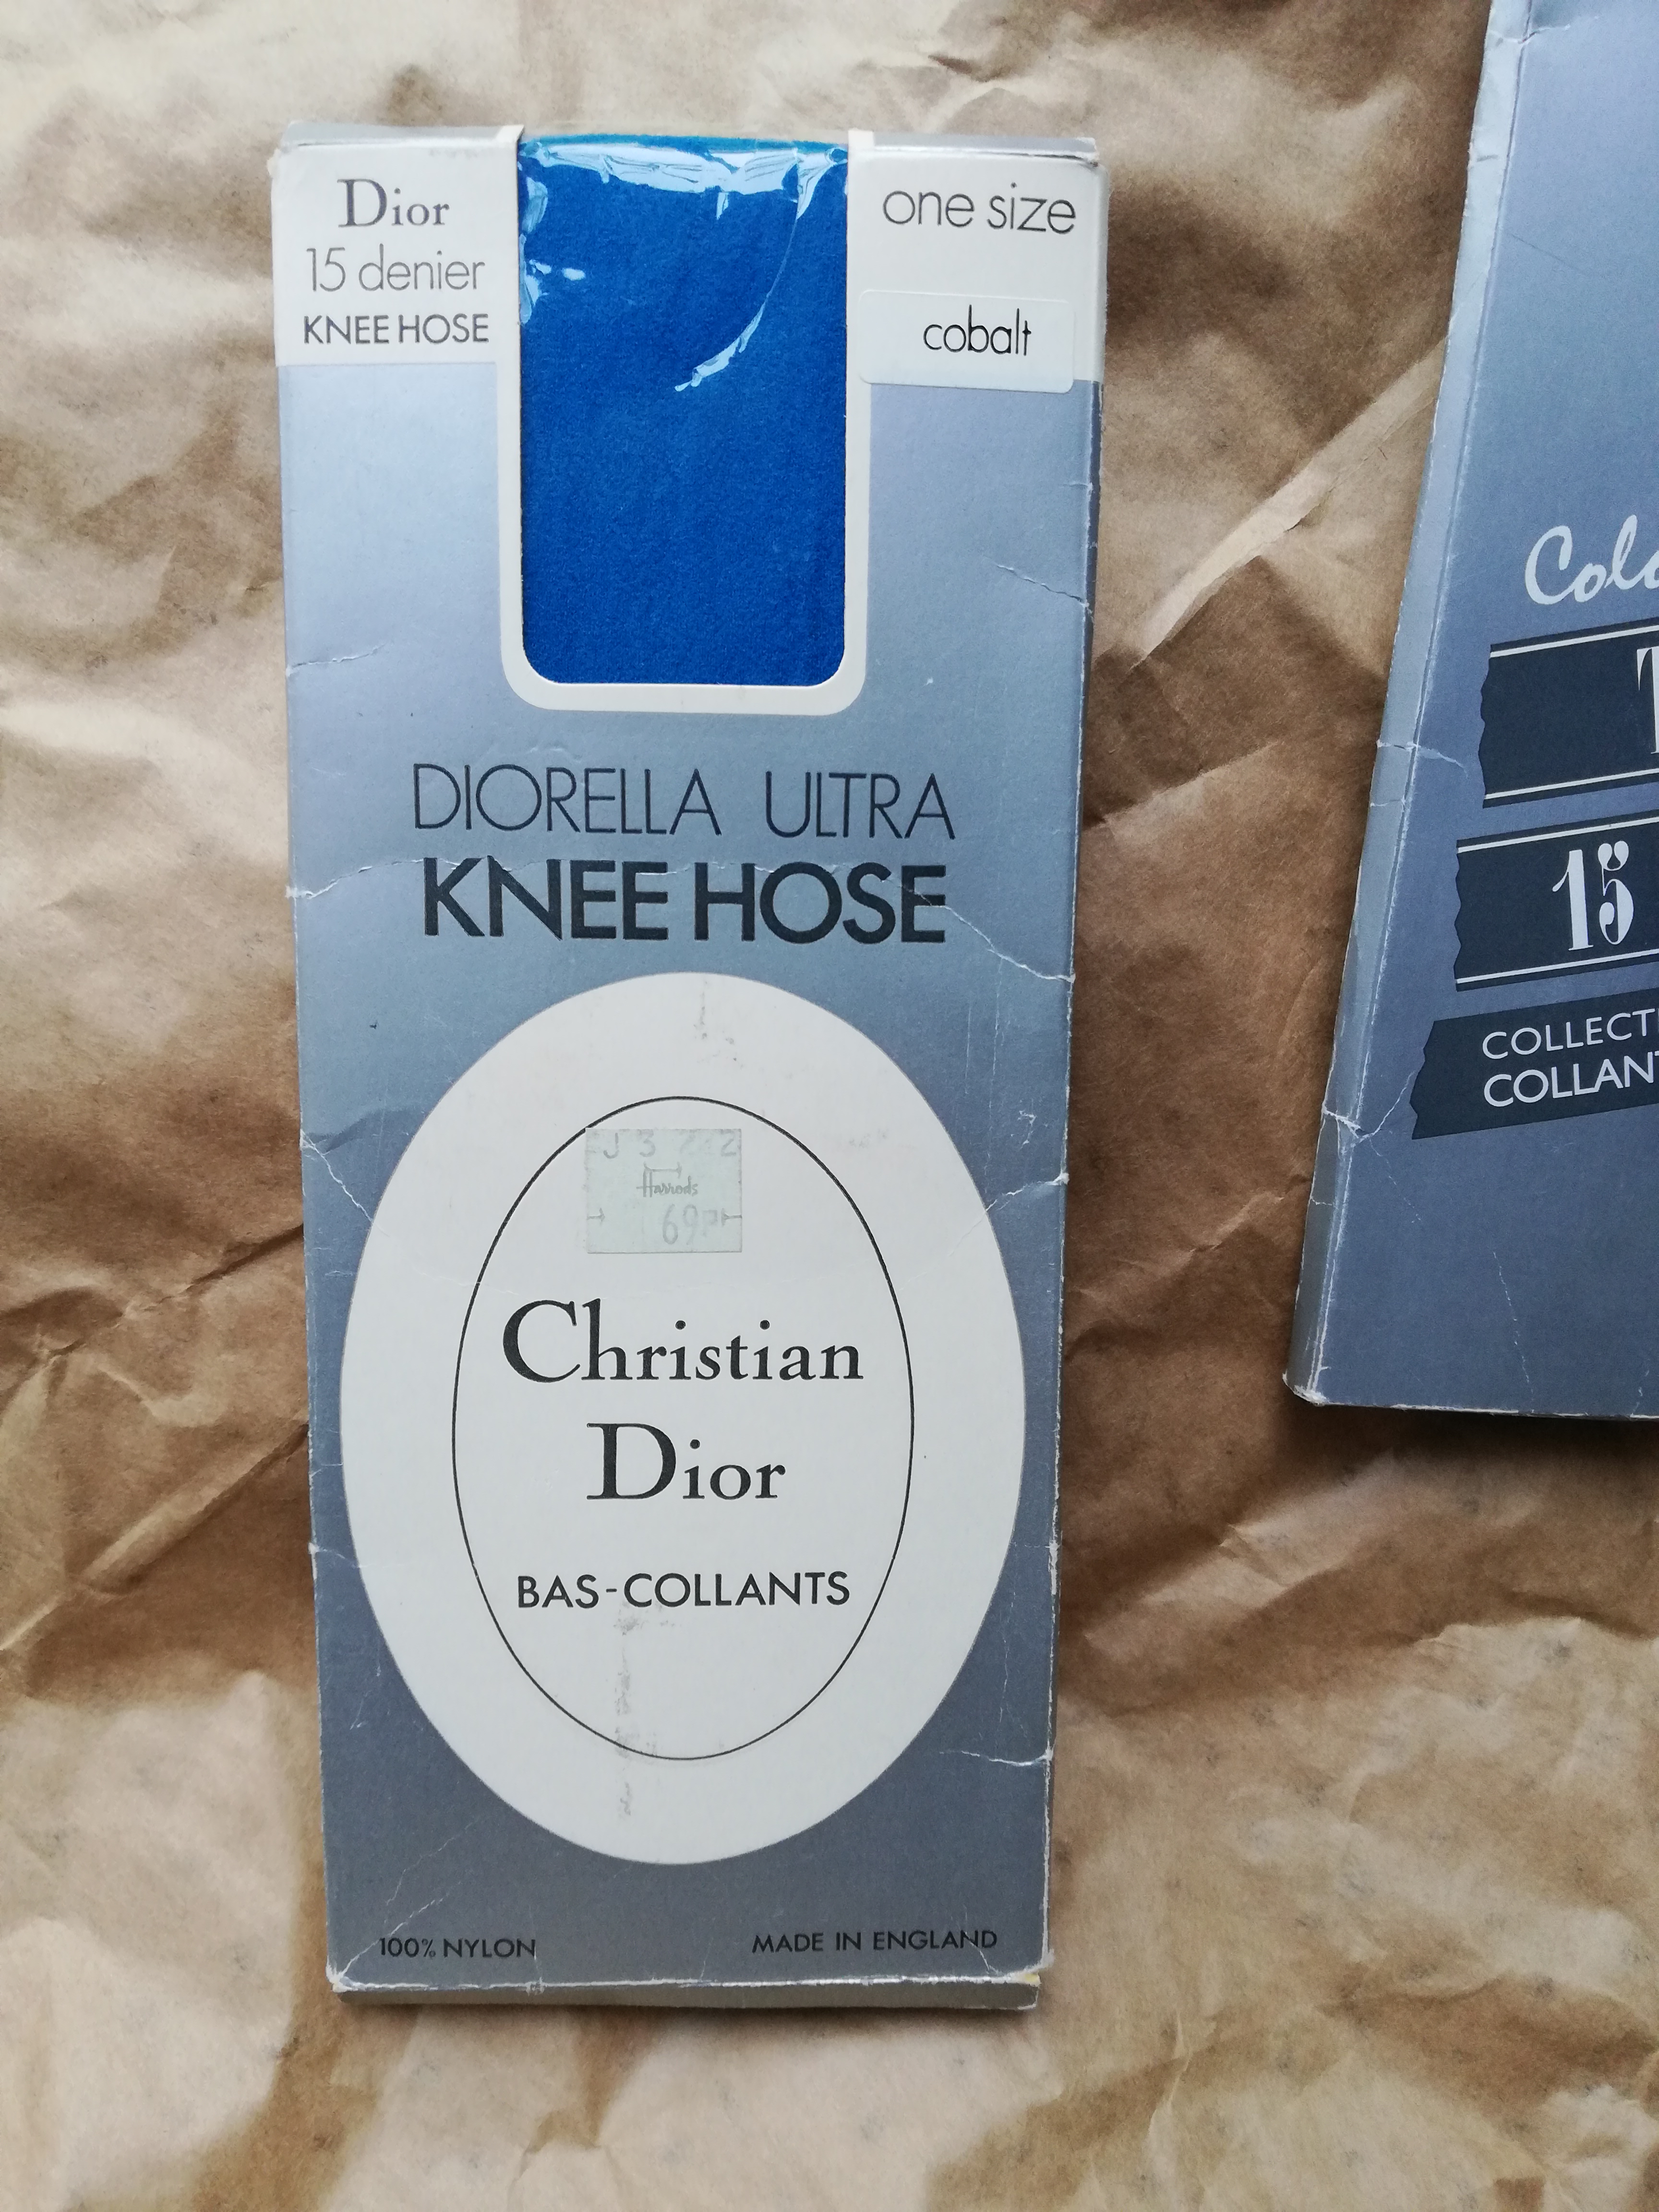 Dior
15 denier
KNEE HOSE
one size
cobalt
DIORELLA ULTRA
KNEE HOSE
Harrods
69P
Christian
Dior
BAS-COLLANTS
100% NYLON
MADE IN ENGLAND
15